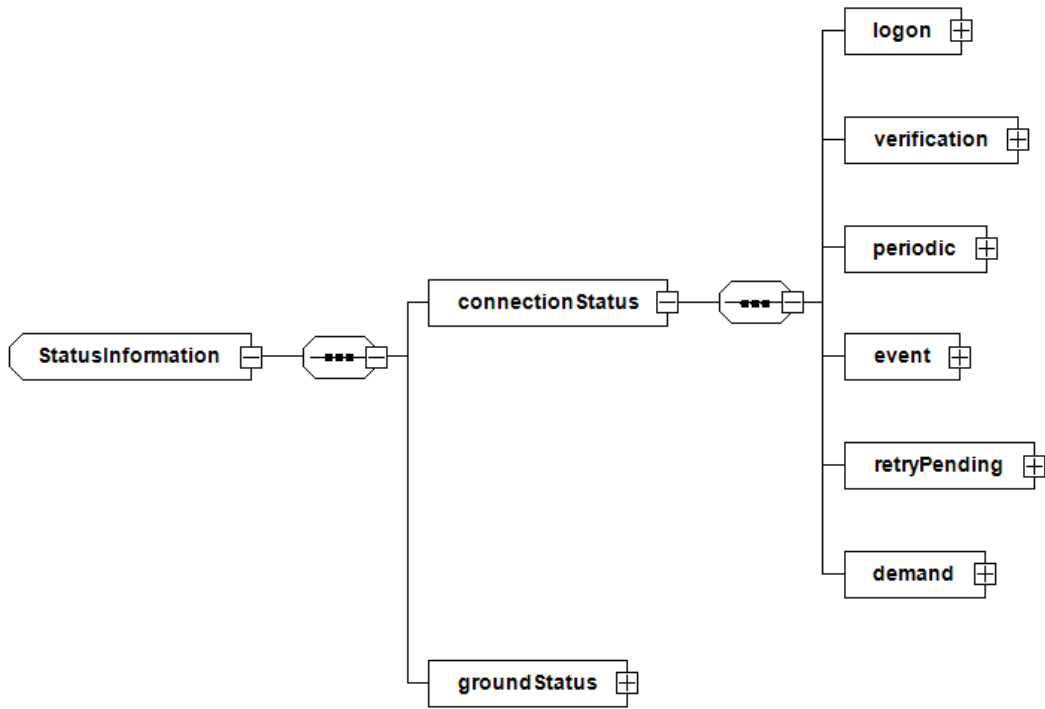 logon
verification
periodic
connectionStatus
StatusInformation
event
retryPending
demand
groundStatus